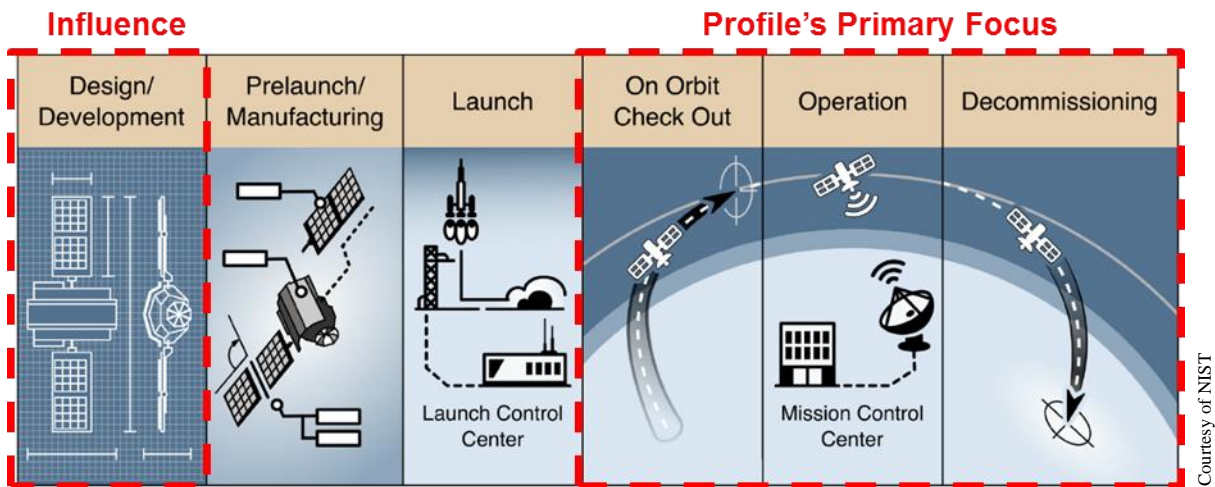 Influence
Profile's Primary Focus
Design/
Development
Prelaunch/
Manufacturing
Launch
On Orbit
Check Out
Operation
Decommissioning
Launch Control
Center
Mission Control
Center
Courtesy of NIST